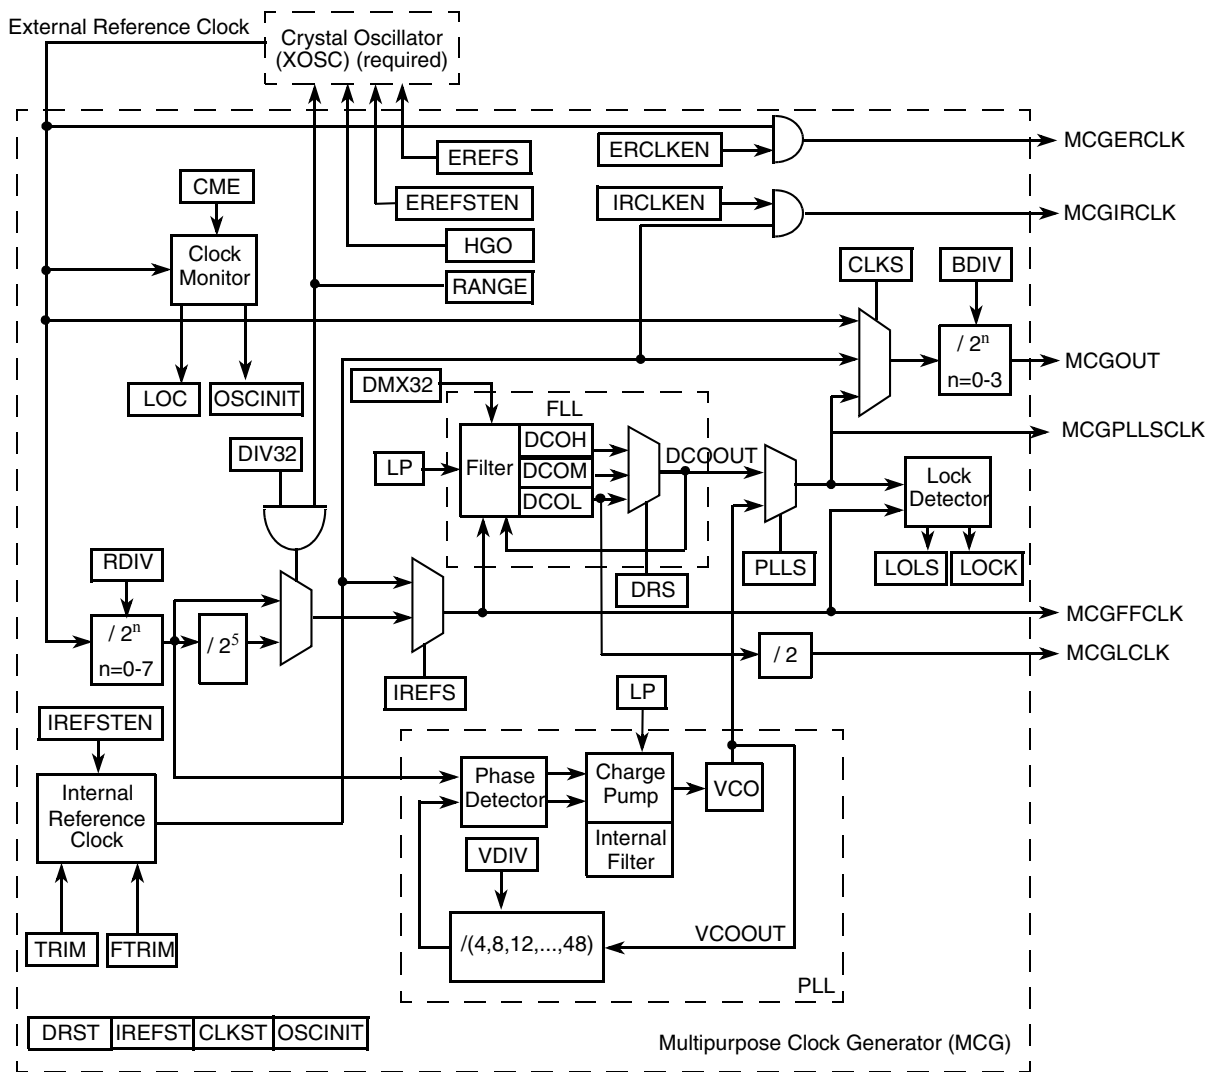 External Reference Clock
Crystal Oscillator
(XOSC) (required)
EREFS
EREFSTEN
HGO
RANGE
ERCLKEN
IRCLKEN
MCGERCLK
MCGIRCLK
CME
Clock
Monitor
LOC
OSCINIT
CLKS
BDIV
/ 2ⁿ
n=0-3
MCGOUT
MCGPLLSCLK
DMX32
FLL
LP
Filter
DCOH
DCOM
DCOL
DCOOUT
DRS
PLLS
Lock
Detector
LOLS
LOCK
DIV32
RDIV
/ 2ⁿ
n=0-7
/ 2⁵
IREFS
MCGFFCLK
/ 2
MCGLCLK
IREFSTEN
Internal
Reference
Clock
TRIM
FTRIM
LP
Phase
Detector
Charge
Pump
Internal
Filter
VCO
VDIV
/(4,8,12,...,48)
VCOOUT
PLL
DRST IREFST CLKST OSCINIT
Multipurpose Clock Generator (MCG)